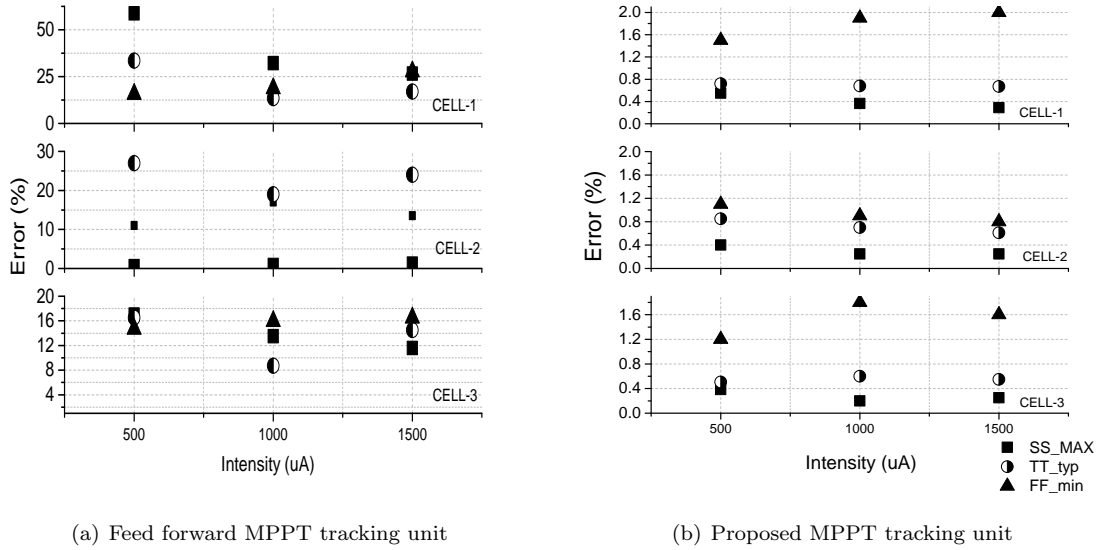 50
25
0
CELL-1
30
20
10
0
CELL-2
20
16
12
8
4
CELL-3
500
1000
1500
Error (%)
Intensity (uA)
(a) Feed forward MPPT tracking unit
2.0
1.6
1.2
0.8
0.4
0.0
CELL-1
2.0
1.6
1.2
0.8
0.4
0.0
CELL-2
1.6
1.2
0.8
0.4
0.0
CELL-3
500
1000
1500
Error (%)
Intensity (uA)
SS_MAX
TT_typ
FF_min
(b) Proposed MPPT tracking unit